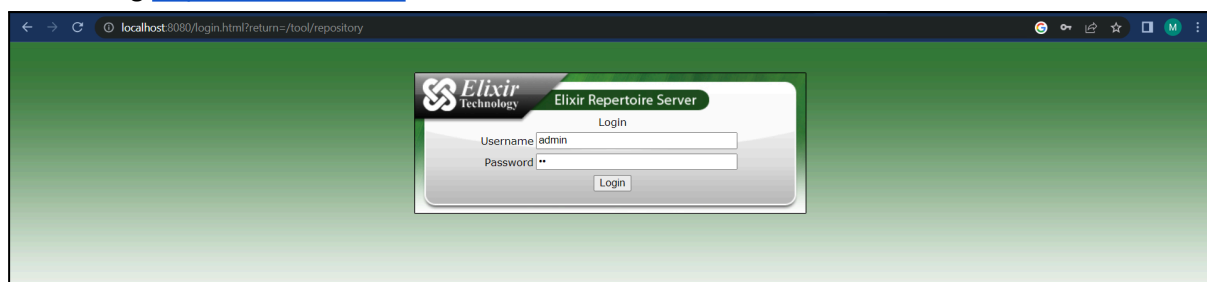 localhost:8080/login.html?return=/tool/repository
M
Elixir
Technology
Elixir Repertoire Server
Login
Username admin
Password ••
Login